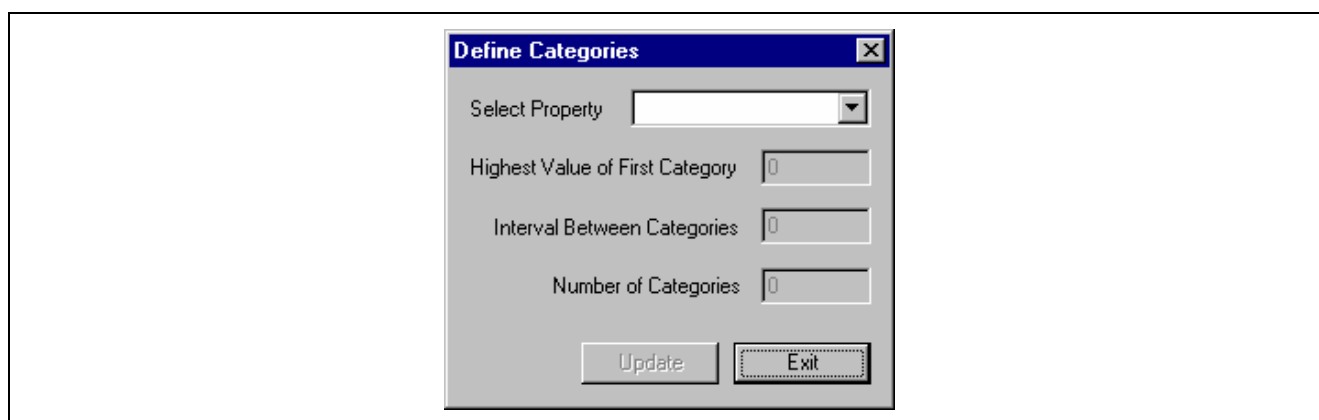 Define Categories
Select Property
Highest Value of First Category 0
Interval Between Categories 0
Number of Categories 0
Update Exit